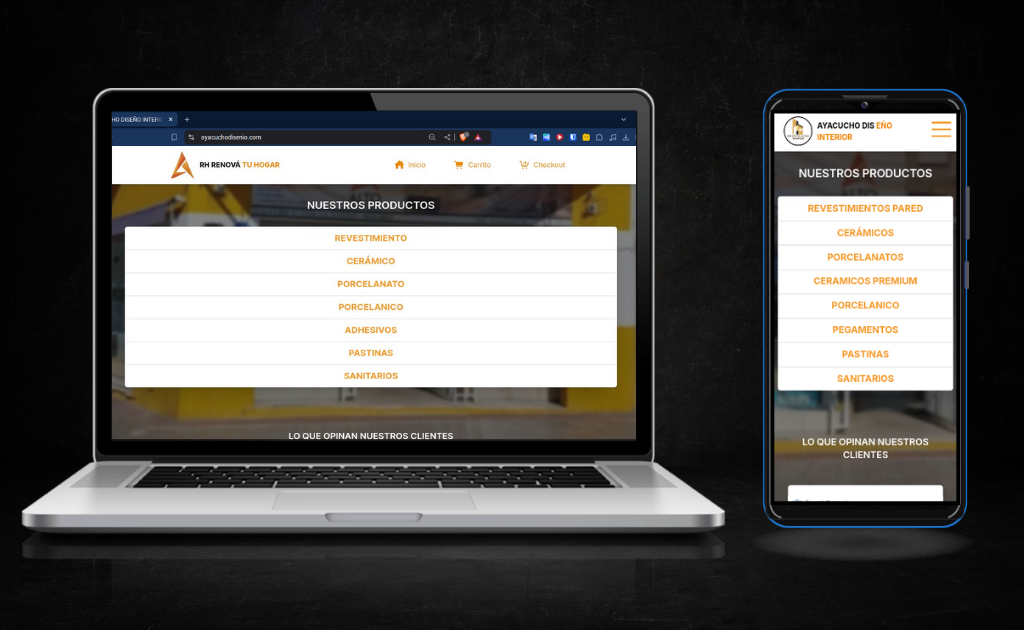 HO DISEÑO INTERI
ayacuchodisenio.com
RH RENOVÁ TU HOGAR
Inicio
Carrito
Checkout
NUESTROS PRODUCTOS
REVESTIMIENTO
CERÁMICO
PORCELANATO
PORCELANICO
ADHESIVOS
PASTINAS
SANITARIOS
LO QUE OPINAN NUESTROS CLIENTES
AYACUCHO DIS EÑO
INTERIOR
NUESTROS PRODUCTOS
REVESTIMIENTOS PARED
CERÁMICOS
PORCELANATOS
CERAMICOS PREMIUM
PORCELANICO
PEGAMENTOS
PASTINAS
SANITARIOS
LO QUE OPINAN NUESTROS
CLIENTES